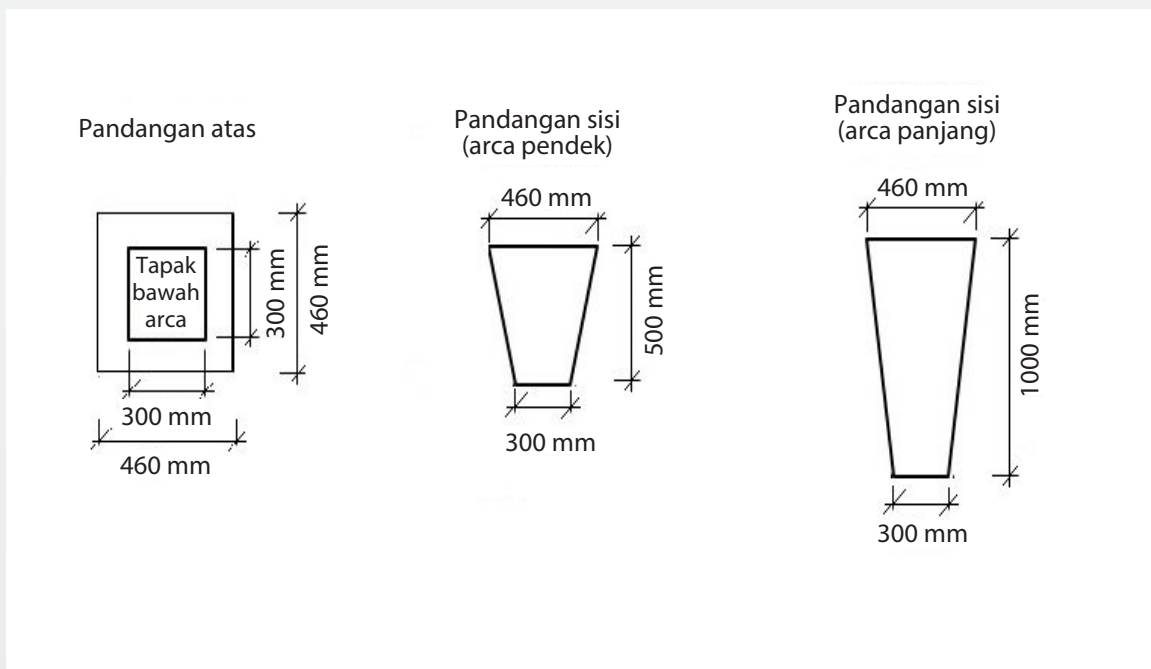 Pandangan atas
Tapak
bawah
arca
300 mm
460 mm
300 mm
460 mm
Pandangan sisi
(arca pendek)
460 mm
500 mm
300 mm
Pandangan sisi
(arca panjang)
460 mm
1000 mm
300 mm